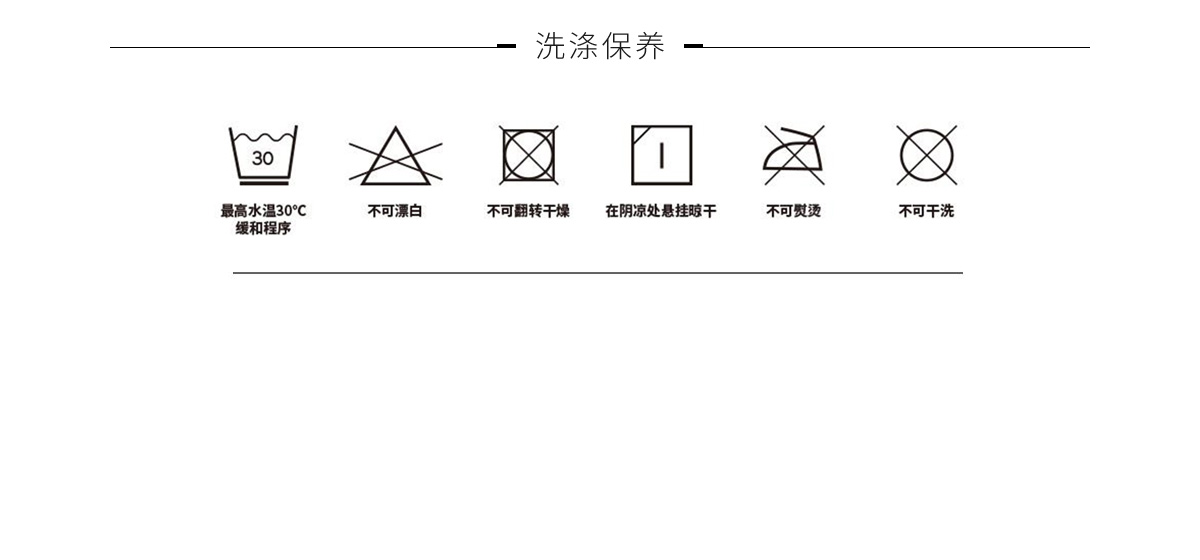 洗涤保养
30
最高水温30℃
缓和程序
不可漂白
不可翻转干燥
在阴凉处悬挂晾干
不可熨烫
不可干洗